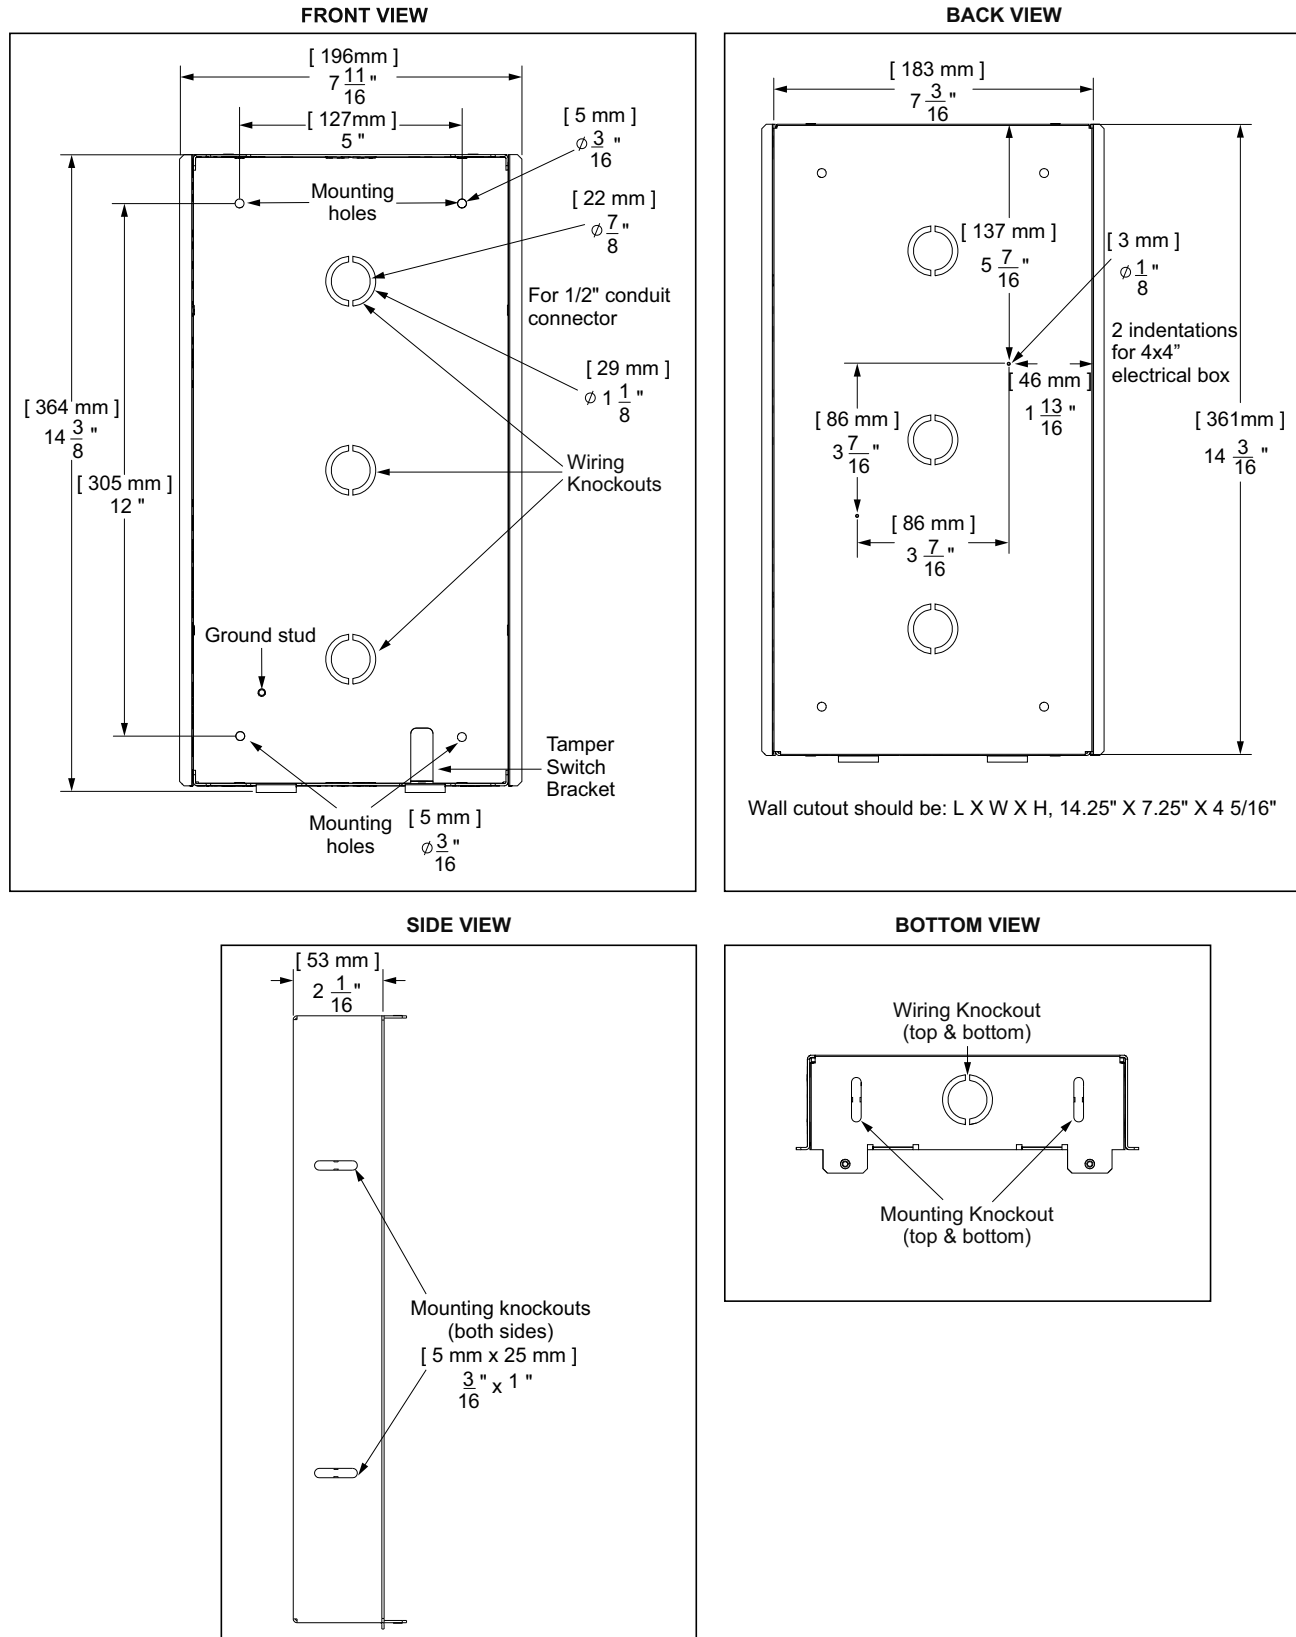 FRONT VIEW
[ 196mm ]
7 11/16"
[ 127mm ]
5 "
[ 5 mm ]
⌀ 3/16 "
Mounting
holes
[ 22 mm ]
⌀ 7/8 "
For 1/2" conduit
connector
[ 29 mm ]
⌀ 1 1/8 "
[ 364 mm ]
14 3/8 "
[ 305 mm ]
12 "
Wiring
Knockouts
Ground stud
Tamper
Switch
Bracket
Mounting
holes
[ 5 mm ]
⌀ 3/16 "
BACK VIEW
[ 183 mm ]
7 3/16 "
[ 137 mm ]
5 7/16 "
[ 3 mm ]
⌀ 1/8 "
2 indentations
for 4x4”
electrical box
[ 46 mm ]
1 13/16 "
[ 86 mm ]
3 7/16 "
[ 361mm ]
14 3/16 "
[ 86 mm ]
3 7/16 "
Wall cutout should be: L X W X H, 14.25" X 7.25" X 4 5/16"
SIDE VIEW
[ 53 mm ]
2 1/16 "
Mounting knockouts
(both sides)
[ 5 mm x 25 mm ]
3/16 " x 1 "
BOTTOM VIEW
Wiring Knockout
(top & bottom)
Mounting Knockout
(top & bottom)